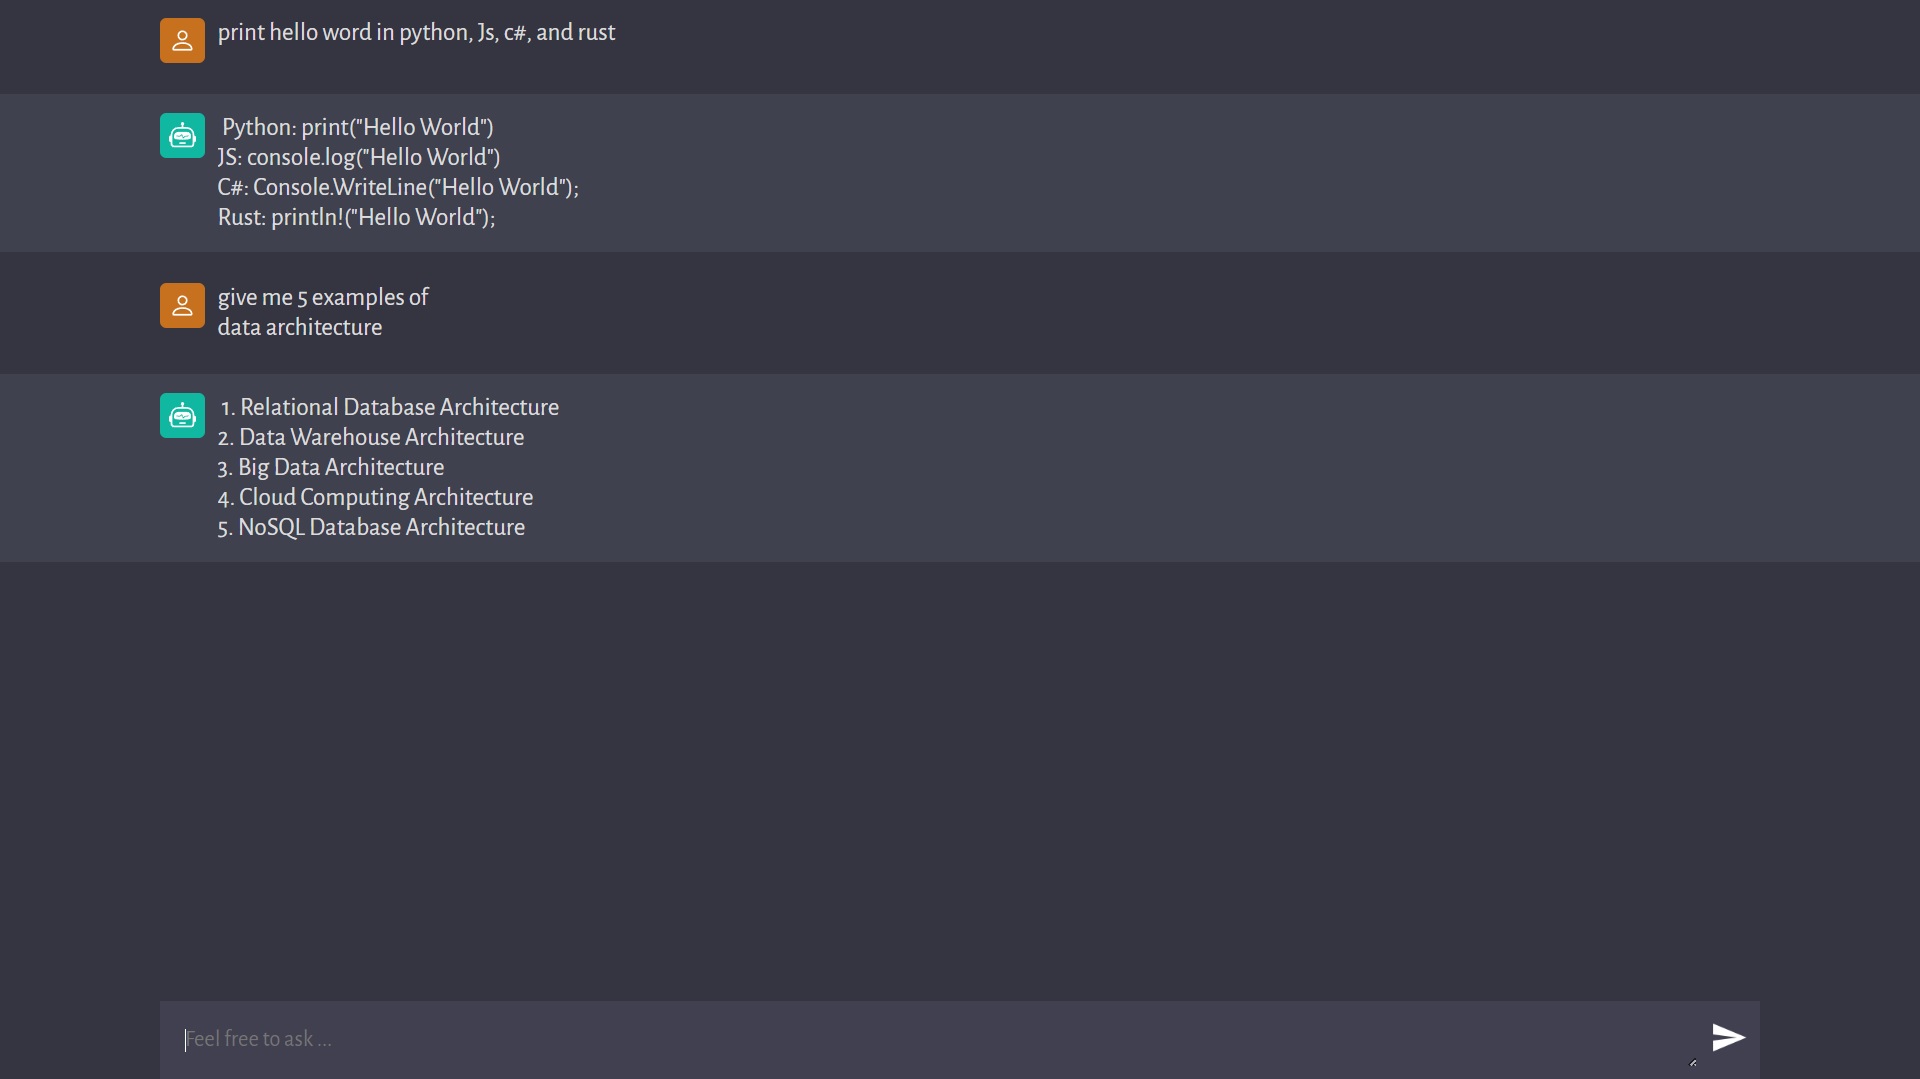 print hello word in python, Js, c#, and rust
Python: print("Hello World")
JS: console.log("Hello World")
C#: Console.WriteLine("Hello World");
Rust: println!("Hello World");
give me 5 examples of
data architecture
1. Relational Database Architecture
2. Data Warehouse Architecture
3. Big Data Architecture
4. Cloud Computing Architecture
5. NoSQL Database Architecture
Feel free to ask ...